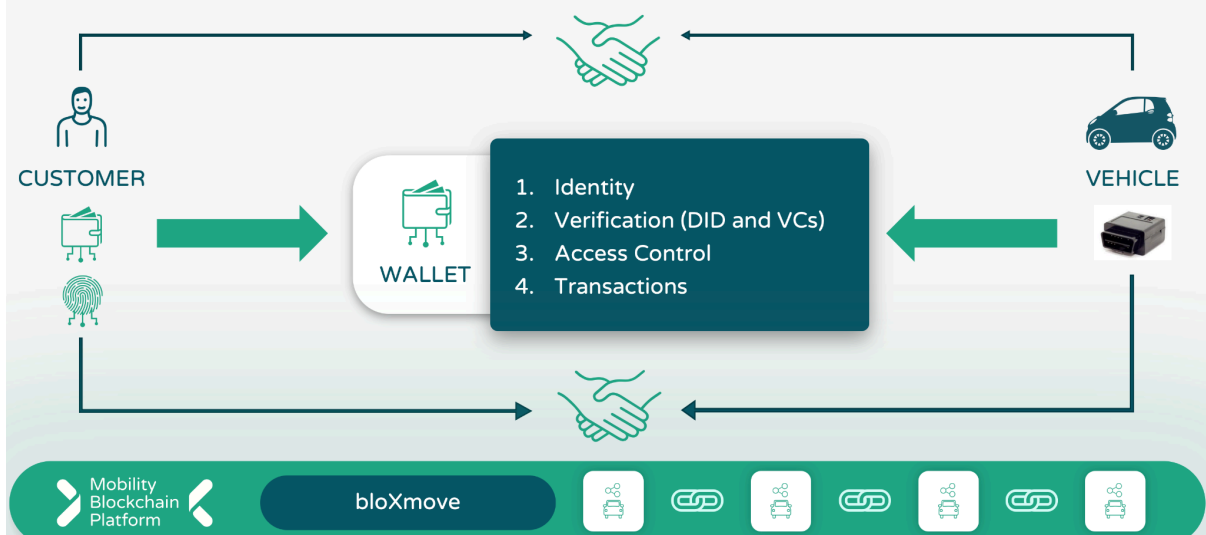 CUSTOMER
WALLET
1. Identity
2. Verification (DID and VCs)
3. Access Control
4. Transactions
VEHICLE
Mobility
Blockchain
Platform
bloXmove